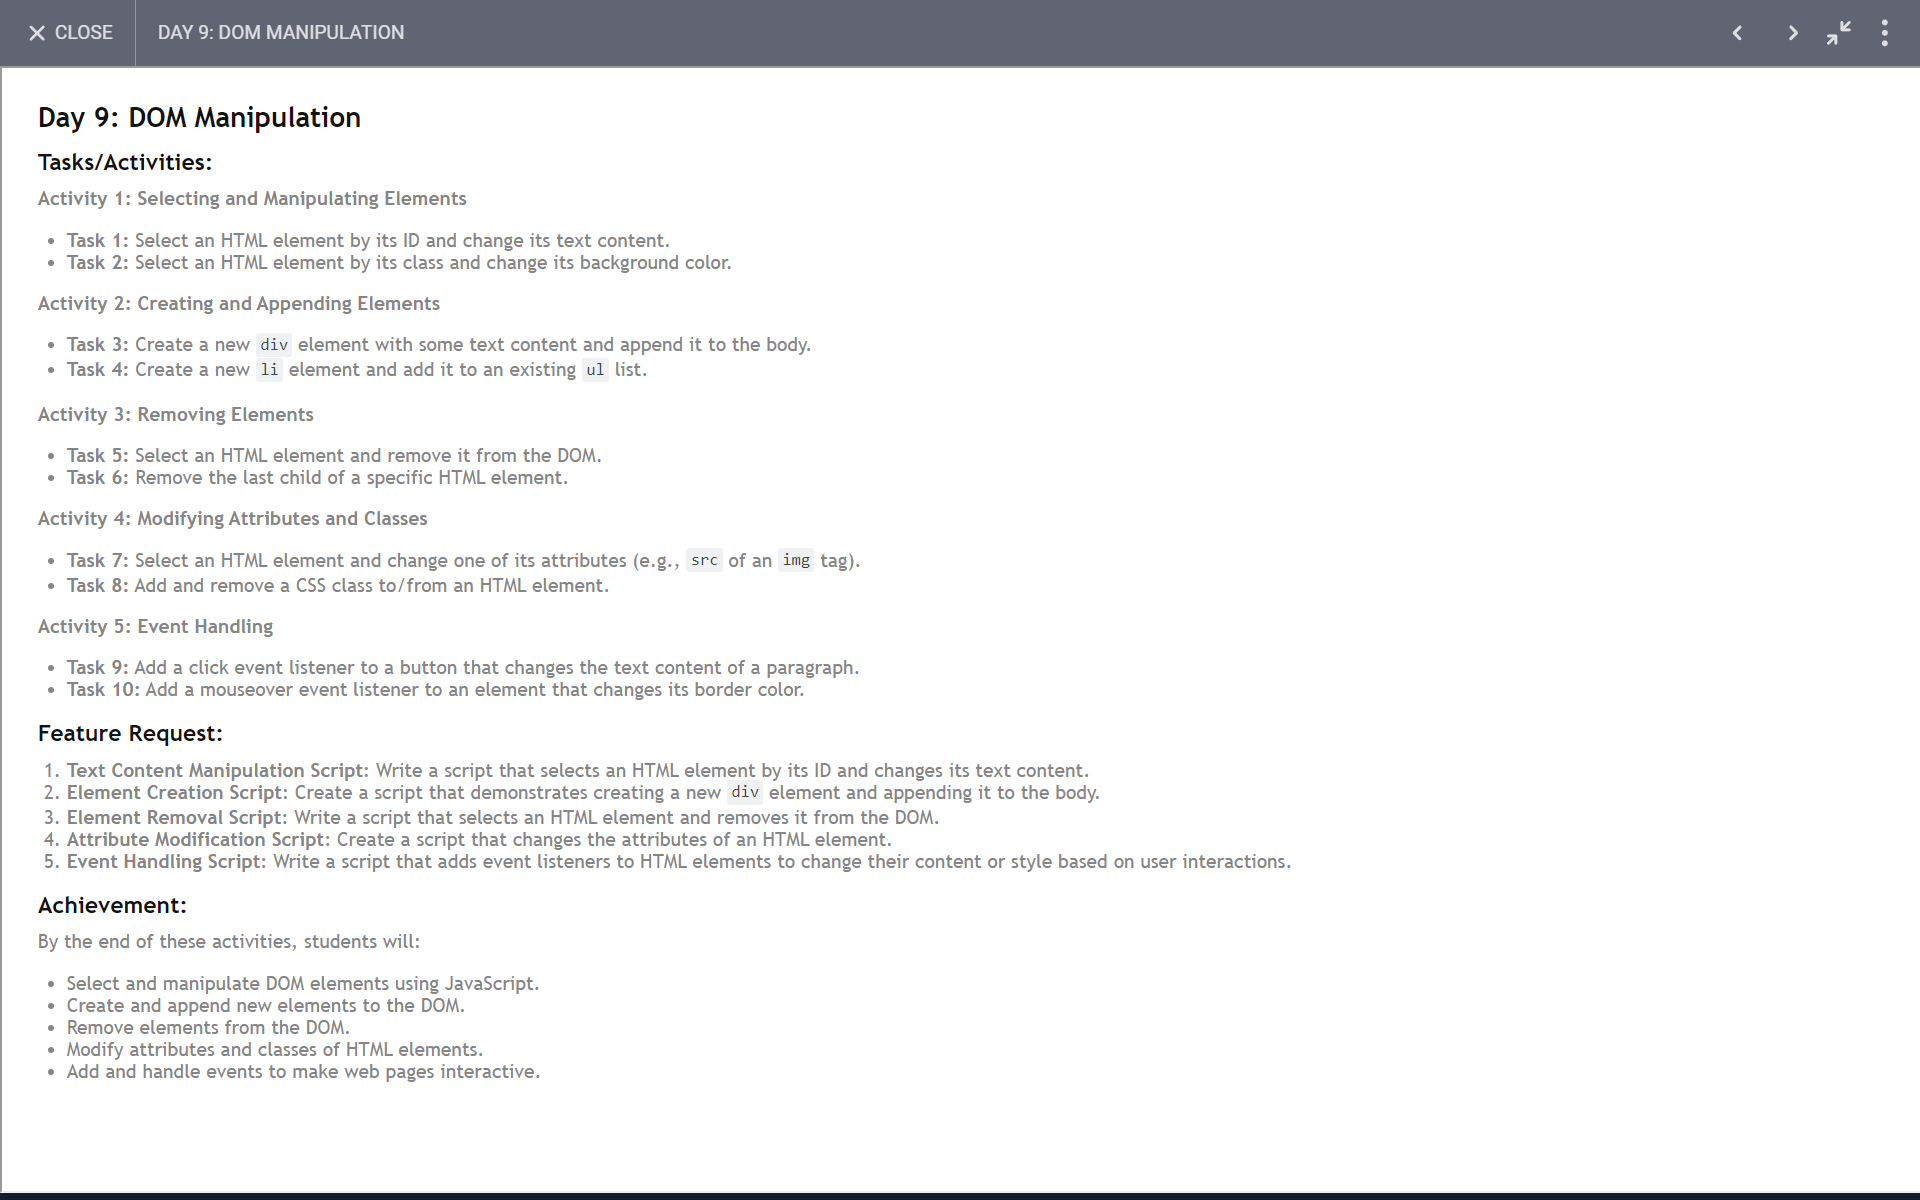 CLOSE
DAY 9: DOM MANIPULATION
Day 9: DOM Manipulation
Tasks/Activities:
Activity 1: Selecting and Manipulating Elements
• Task 1: Select an HTML element by its ID and change its text content.
• Task 2: Select an HTML element by its class and change its background color.
Activity 2: Creating and Appending Elements
• Task 3: Create a new div element with some text content and append it to the body.
• Task 4: Create a new li element and add it to an existing ul list.
Activity 3: Removing Elements
• Task 5: Select an HTML element and remove it from the DOM.
• Task 6: Remove the last child of a specific HTML element.
Activity 4: Modifying Attributes and Classes
• Task 7: Select an HTML element and change one of its attributes (e.g., src of an img tag).
• Task 8: Add and remove a CSS class to/from an HTML element.
Activity 5: Event Handling
• Task 9: Add a click event listener to a button that changes the text content of a paragraph.
• Task 10: Add a mouseover event listener to an element that changes its border color.
Feature Request:
1. Text Content Manipulation Script: Write a script that selects an HTML element by its ID and changes its text content.
2. Element Creation Script: Create a script that demonstrates creating a new div element and appending it to the body.
3. Element Removal Script: Write a script that selects an HTML element and removes it from the DOM.
4. Attribute Modification Script: Create a script that changes the attributes of an HTML element.
5. Event Handling Script: Write a script that adds event listeners to HTML elements to change their content or style based on user interactions.
Achievement:
By the end of these activities, students will:
• Select and manipulate DOM elements using JavaScript.
• Create and append new elements to the DOM.
• Remove elements from the DOM.
• Modify attributes and classes of HTML elements.
• Add and handle events to make web pages interactive.